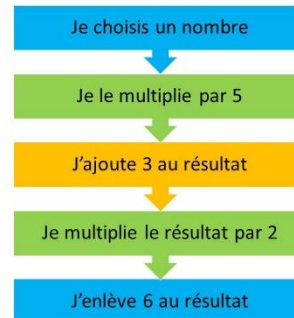 Je choisis un nombre
Je le multiplie par 5
J'ajoute 3 au résultat
Je multiplie le résultat par 2
J'enlève 6 au résultat